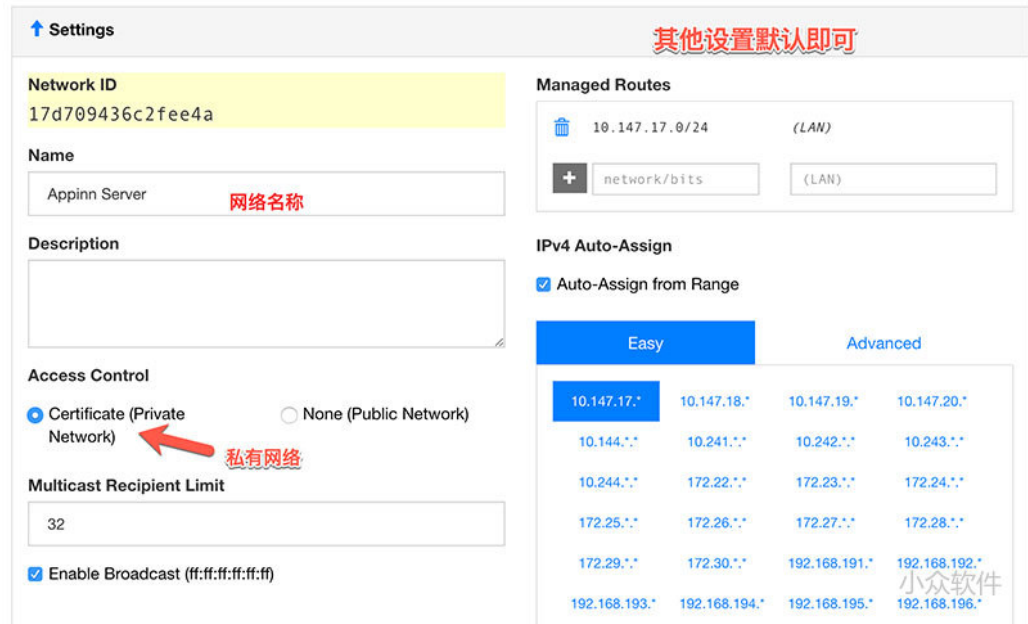 Settings
其他设置默认即可
Network ID
17d709436c2fee4a
Name
Appinn Server
网络名称
Description
Access Control
Certificate (Private
Network)
None (Public Network)
私有网络
Multicast Recipient Limit
32
Enable Broadcast (ff:ff:ff:ff:ff:ff)
Managed Routes
10.147.17.0/24 (LAN)
+ network/bits (LAN)
IPv4 Auto-Assign
Auto-Assign from Range
Easy Advanced
10.147.17.* 10.147.18.* 10.147.19.* 10.147.20.*
10.144.*.* 10.241.*.* 10.242.*.* 10.243.*.*
10.244.*.* 172.22.*.* 172.23.*.* 172.24.*.*
172.25.*.* 172.26.*.* 172.27.*.* 172.28.*.*
172.29.*.* 172.30.*.* 192.168.191.* 192.168.192.*
192.168.193.* 192.168.194.* 192.168.195.* 192.168.196.*
小众软件